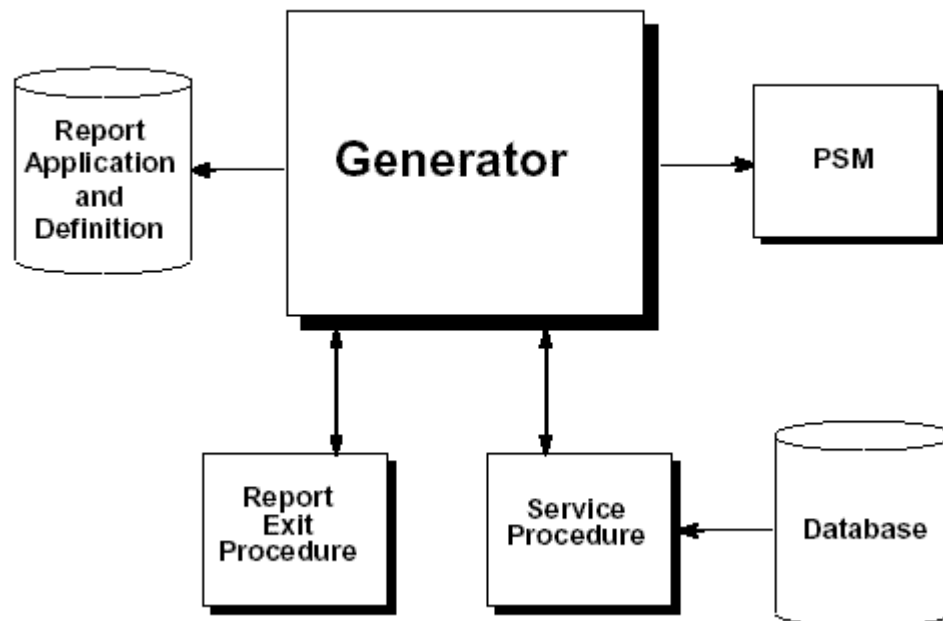 Report
Application
and
Definition
Generator
PSM
Report
Exit
Procedure
Service
Procedure
Database